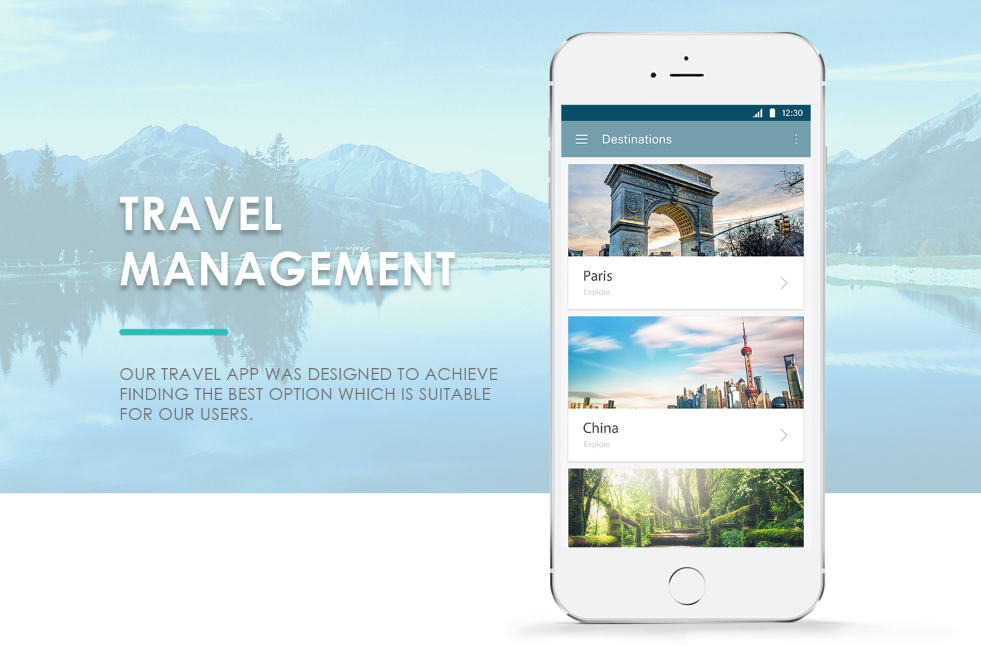 TRAVEL
MANAGEMENT
OUR TRAVEL APP WAS DESIGNED TO ACHIEVE
FINDING THE BEST OPTION WHICH IS SUITABLE
FOR OUR USERS.
12:30
Destinations
Paris
Explore
China
Explore